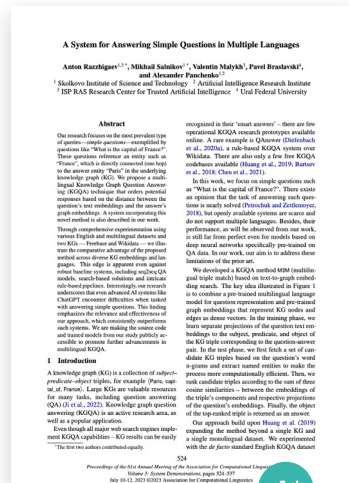 A System for Answering Simple Questions in Multiple Languages
Anton Razzhigaev1,2*, Mikhail Salnikov1*, Valentin Malykh3, Pavel Braslavski4,
and Alexander Panchenko1,2
1 Skolkovo Institute of Science and Technology 2 Artificial Intelligence Research Institute
3 ISP RAS Research Center for Trusted Artificial Intelligence 4 Ural Federal University
Abstract
Our research focuses on the most prevalent type
of queries—simple questions—exemplified by
questions like "What is the capital of France?".
These questions reference an entity such as
"France", which is directly connected (one hop)
to the answer entity "Paris" in the underlying
knowledge graph (KG). We propose a multi-
lingual Knowledge Graph Question Answer-
ing (KGQA) technique that orders potential
responses based on the distance between the
question's text embeddings and the answer's
graph embeddings. A system incorporating this
novel method is also described in our work.
Through comprehensive experimentation using
various English and multilingual datasets and
two KGs — Freebase and Wikidata — we illus-
trate the comparative advantage of the proposed
method across diverse KG embeddings and lan-
guages. This edge is apparent even against
robust baseline systems, including seq2seq QA
models, search-based solutions and intricate
rule-based pipelines. Interestingly, our research
underscores that even advanced AI systems like
ChatGPT encounter difficulties when tasked
with answering simple questions. This finding
emphasizes the relevance and effectiveness of
our approach, which consistently outperforms
such systems. We are making the source code
and trained models from our study publicly ac-
cessible to promote further advancements in
multilingual KGQA.
1 Introduction
A knowledge graph (KG) is a collection of subject–
predicate–object triples, for example ⟨Paris, capi-
tal_of, France⟩. Large KGs are valuable resources
for many tasks, including question answering
(QA) (Ji et al., 2022). Knowledge graph question
answering (KGQA) is an active research area, as
well as a popular application.
Even though all major web search engines imple-
ment KGQA capabilities – KG results can be easily
*The first two authors contributed equally.
recognized in their 'smart answers' – there are few
operational KGQA research prototypes available
online. A rare example is QAnswer (Diefenbach
et al., 2020a), a rule-based KGQA system over
Wikidata. There are also only a few free KGQA
codebases available (Huang et al., 2019; Burtsev
et al., 2018; Chen et al., 2021).
In this work, we focus on simple questions such
as "What is the capital of France?". There exists
an opinion that the task of answering such ques-
tions is nearly solved (Petrochuk and Zettlemoyer,
2018), but openly available systems are scarce and
do not support multiple languages. Besides, their
performance, as will be observed from our work,
is still far from perfect even for models based on
deep neural networks specifically pre-trained on
QA data. In our work, our aim is to address these
limitations of the prior art.
We developed a KGQA method M3M (multilin-
gual triple match) based on text-to-graph embed-
ding search. The key idea illustrated in Figure 1
is to combine a pre-trained multilingual language
model for question representation and pre-trained
graph embeddings that represent KG nodes and
edges as dense vectors. In the training phase, we
learn separate projections of the question text em-
beddings to the subject, predicate, and object of
the KG triple corresponding to the question-answer
pair. In the test phase, we first fetch a set of can-
didate KG triples based on the question's word
n-grams and extract named entities to make the
process more computationally efficient. Then, we
rank candidate triples according to the sum of three
cosine similarities – between the embeddings of
the triple's components and respective projections
of the question's embeddings. Finally, the object
of the top-ranked triple is returned as an answer.
Our approach build upon Huang et al. (2019)
expanding the method beyond single KG and
a single monolingual dataset. We experimented
with the de facto standard English KGQA dataset
524
Proceedings of the 61st Annual Meeting of the Association for Computational
Volume 3: System Demonstrations, pages 524–537
July 10-12, 2023 ©2023 Association for Computational Linguistics